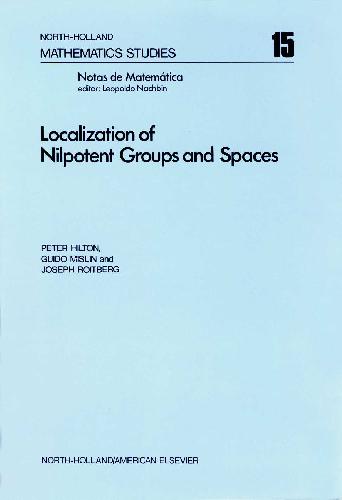 NORTH-HOLLAND
MATHEMATICS STUDIES
15
Notas de Matemática
editor: Leopoldo Nachbin
Localization of
Nilpotent Groups and Spaces
PETER HILTON,
GUIDO MISLIN and
JOSEPH ROITBERG
NORTH-HOLLAND/AMERICAN ELSEVIER